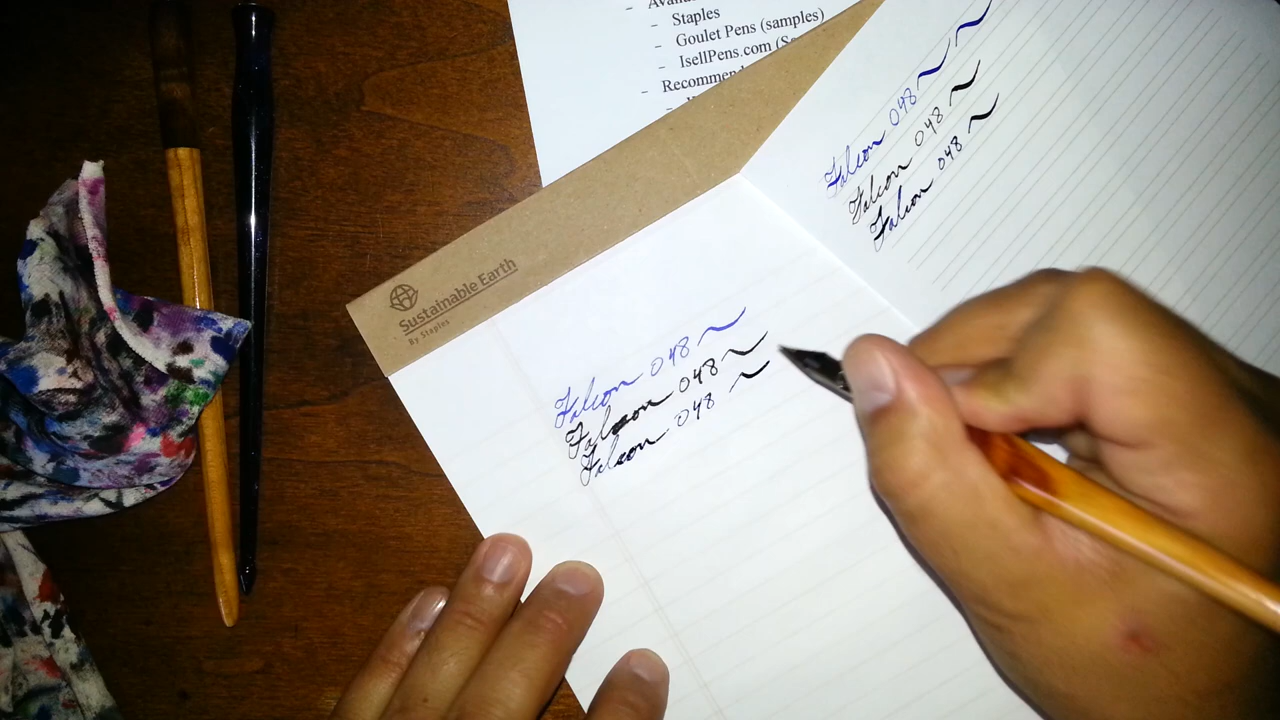 - Staples
- Goulet Pens (samples)
- IsellPens.com
Recommend
Sustainable Earth
By Staples
Falcon 048 ~
Falcon 048 ~
Falcon 048 ~
Falcon 048 ~ ~
Falcon 048 ~
Falcon 048 ~